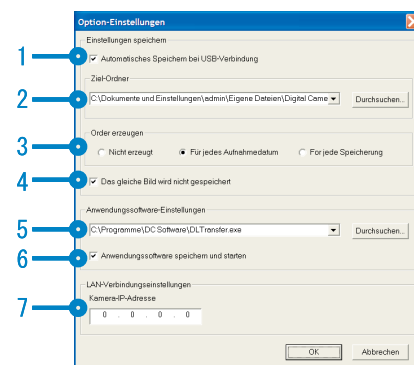 Option-Einstellungen
Einstellungen speichern
1 Automatisches Speichern bei USB-Verbindung
Ziel-Ordner
2 C:\Dokumente und Einstellungen\admin\Eigene Dateien\Digital Came Durchsuchen...
Order erzeugen
3 Nicht erzeugt Für jedes Aufnahmedatum For jede Speicherung
4 Das gleiche Bild wird nicht gespeichert
Anwendungssoftware-Einstellungen
5 C:\Programme\DC Software\DLTransfer.exe Durchsuchen...
6 Anwendungssoftware speichern und starten
LAN-Verbindungseinstellungen
Kamera-IP-Adresse
7 0 . 0 . 0 . 0
OK Abbrechen